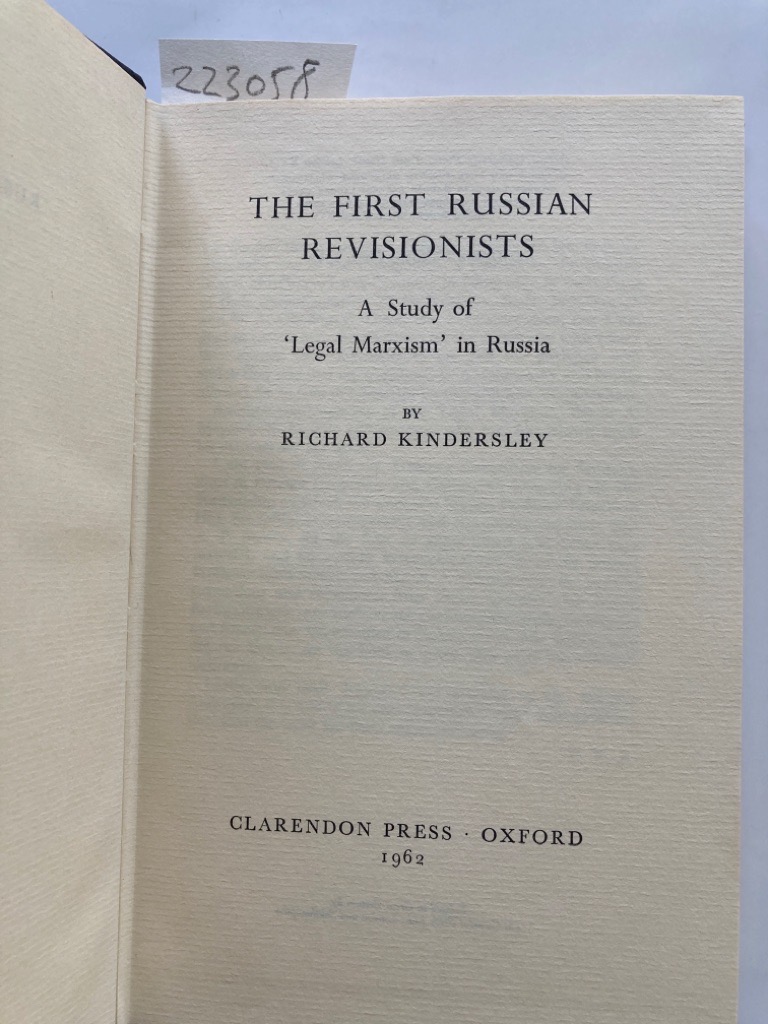 223058
THE FIRST RUSSIAN
REVISIONISTS
A Study of
‘Legal Marxism’ in Russia
BY
RICHARD KINDERSLEY
CLARENDON PRESS · OXFORD
1962